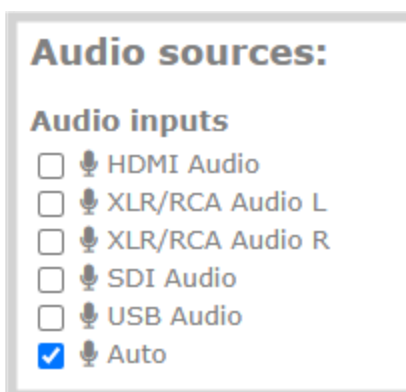 Audio sources:
Audio inputs
HDMI Audio
XLR/RCA Audio L
XLR/RCA Audio R
SDI Audio
USB Audio
Auto